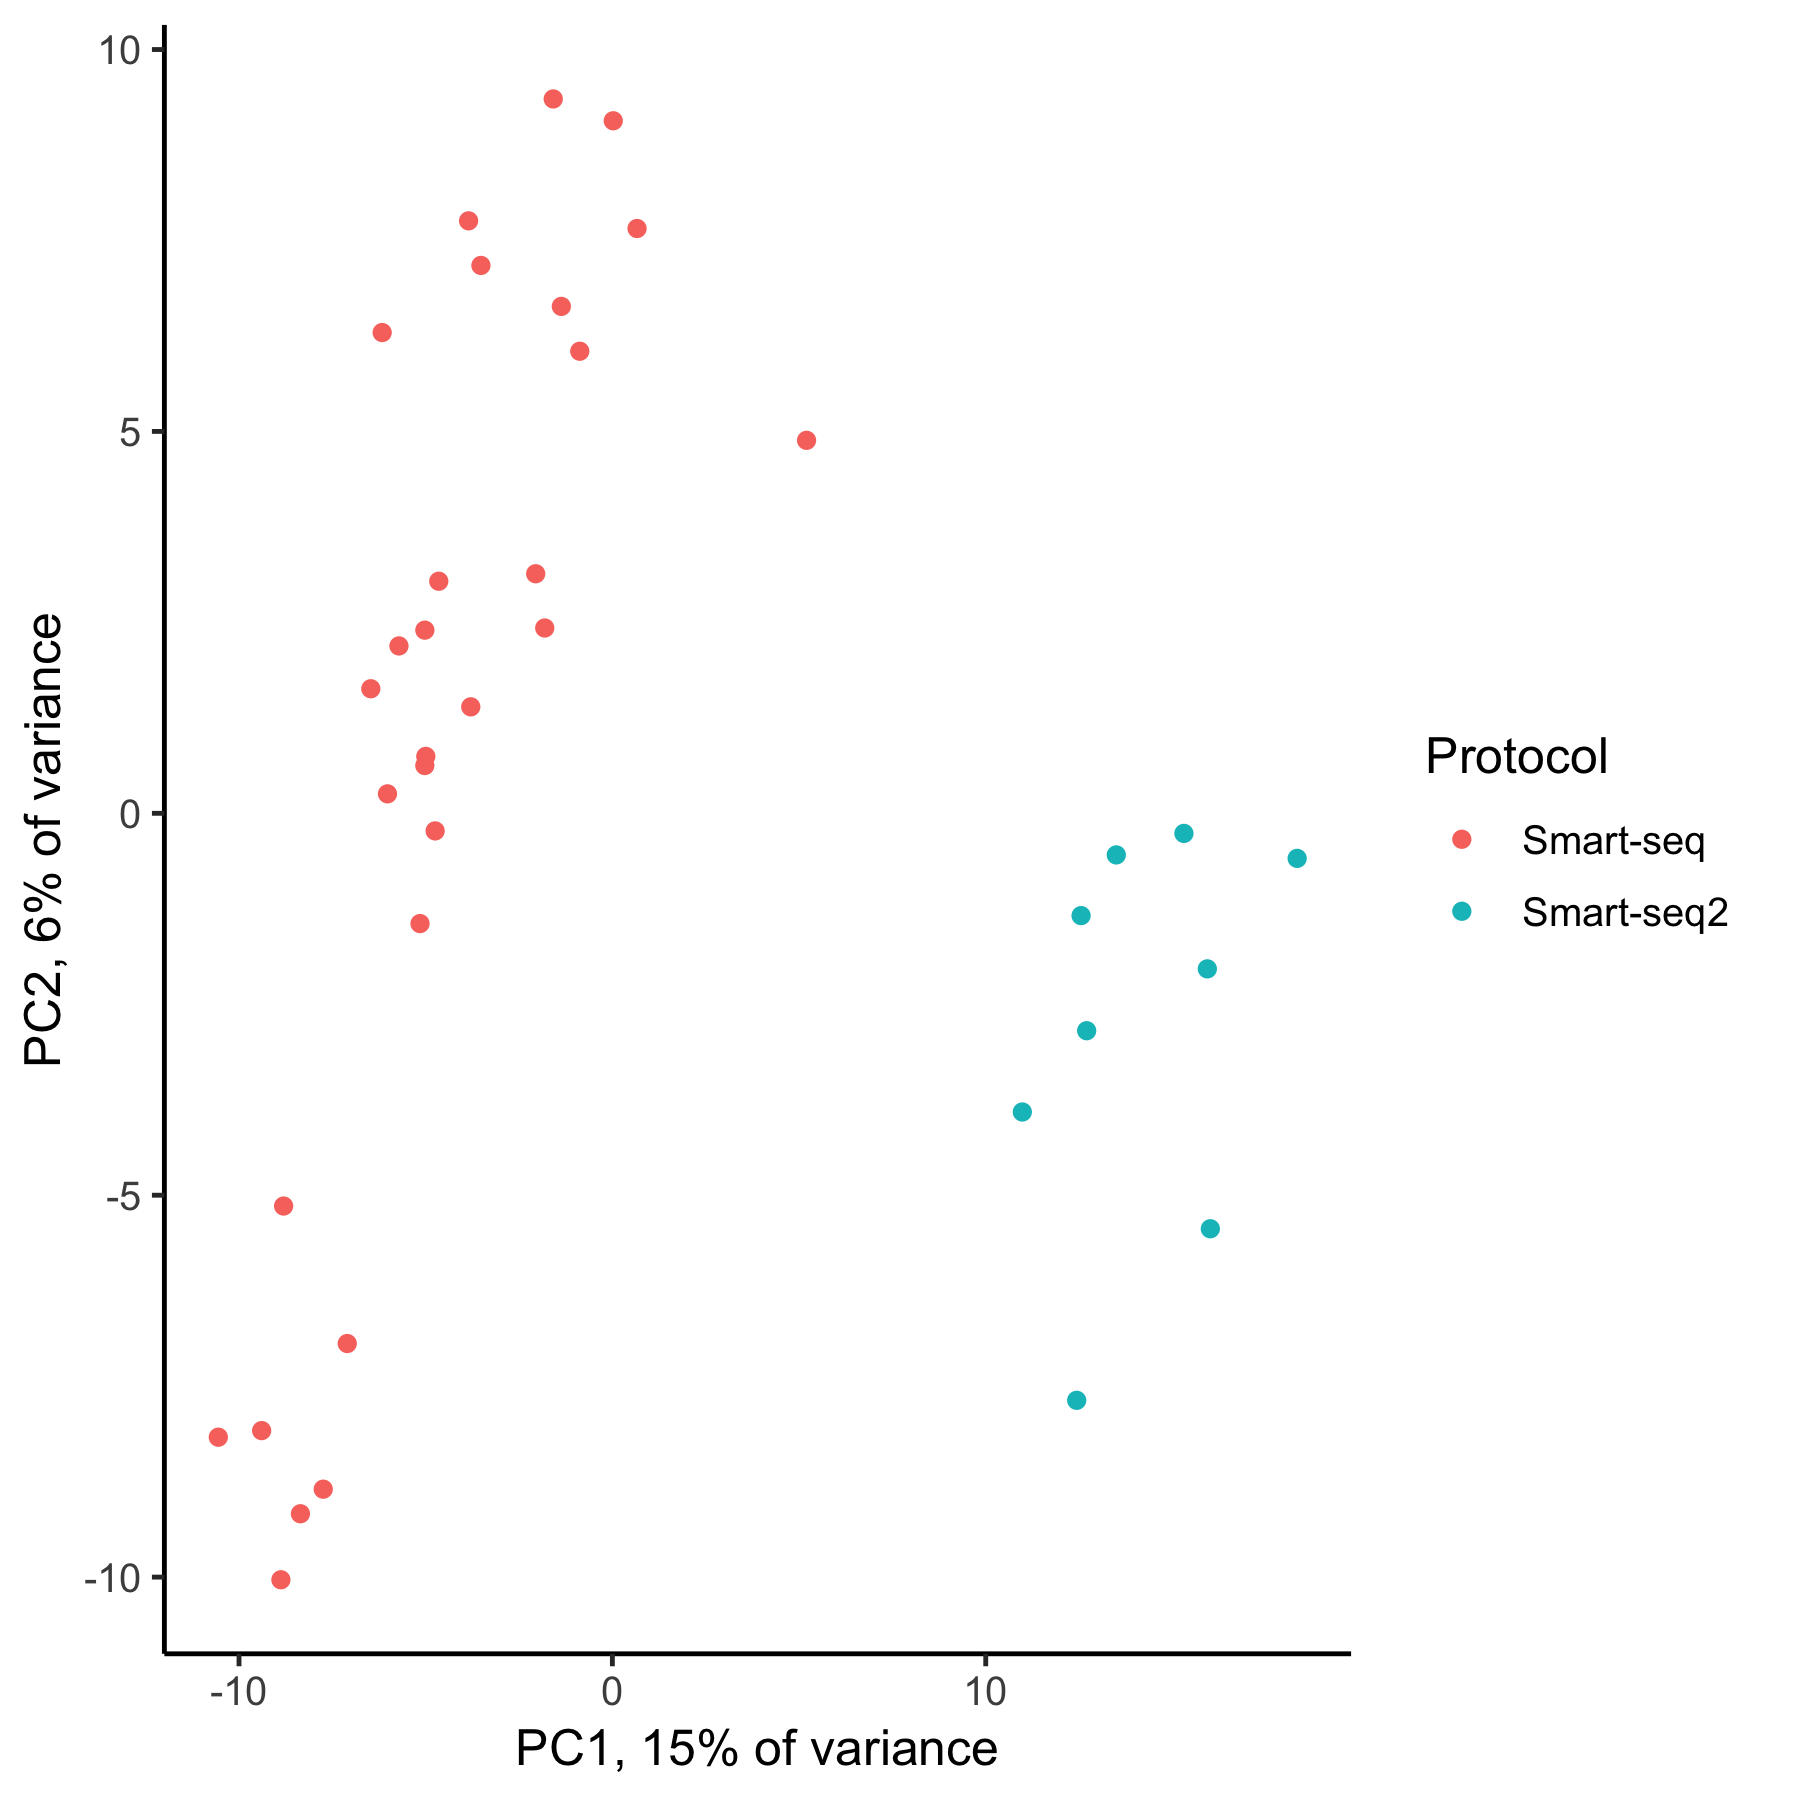 10
5
0
-5
-10
PC2, 6% of variance
-10 0 10
PC1, 15% of variance
Protocol
Smart-seq
Smart-seq2